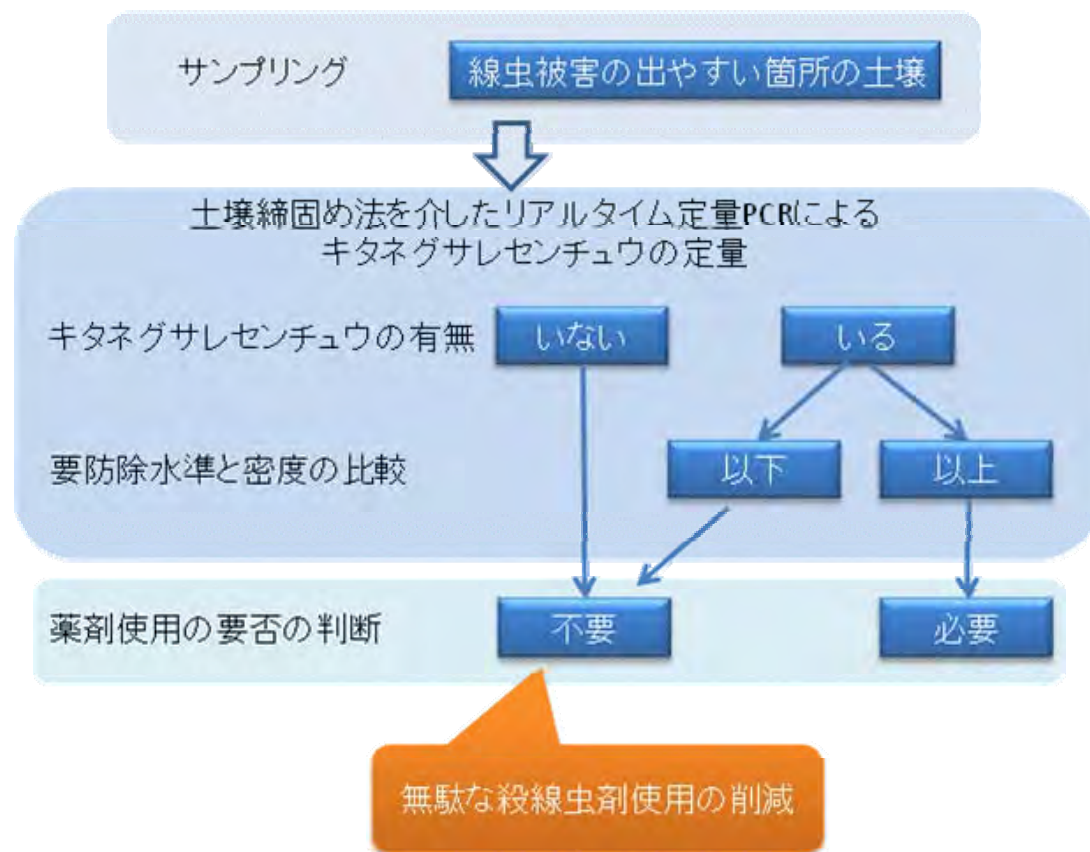 サンプリング 線虫被害の出やすい箇所の土壌
土壌締固め法を介したリアルタイム定量PCRによる
キタネグサレセンチュウの定量
キタネグサレセンチュウの有無 いない いる
要防除水準と密度の比較 以下 以上
薬剤使用の要否の判断 不要 必要
無駄な殺線虫剤使用の削減